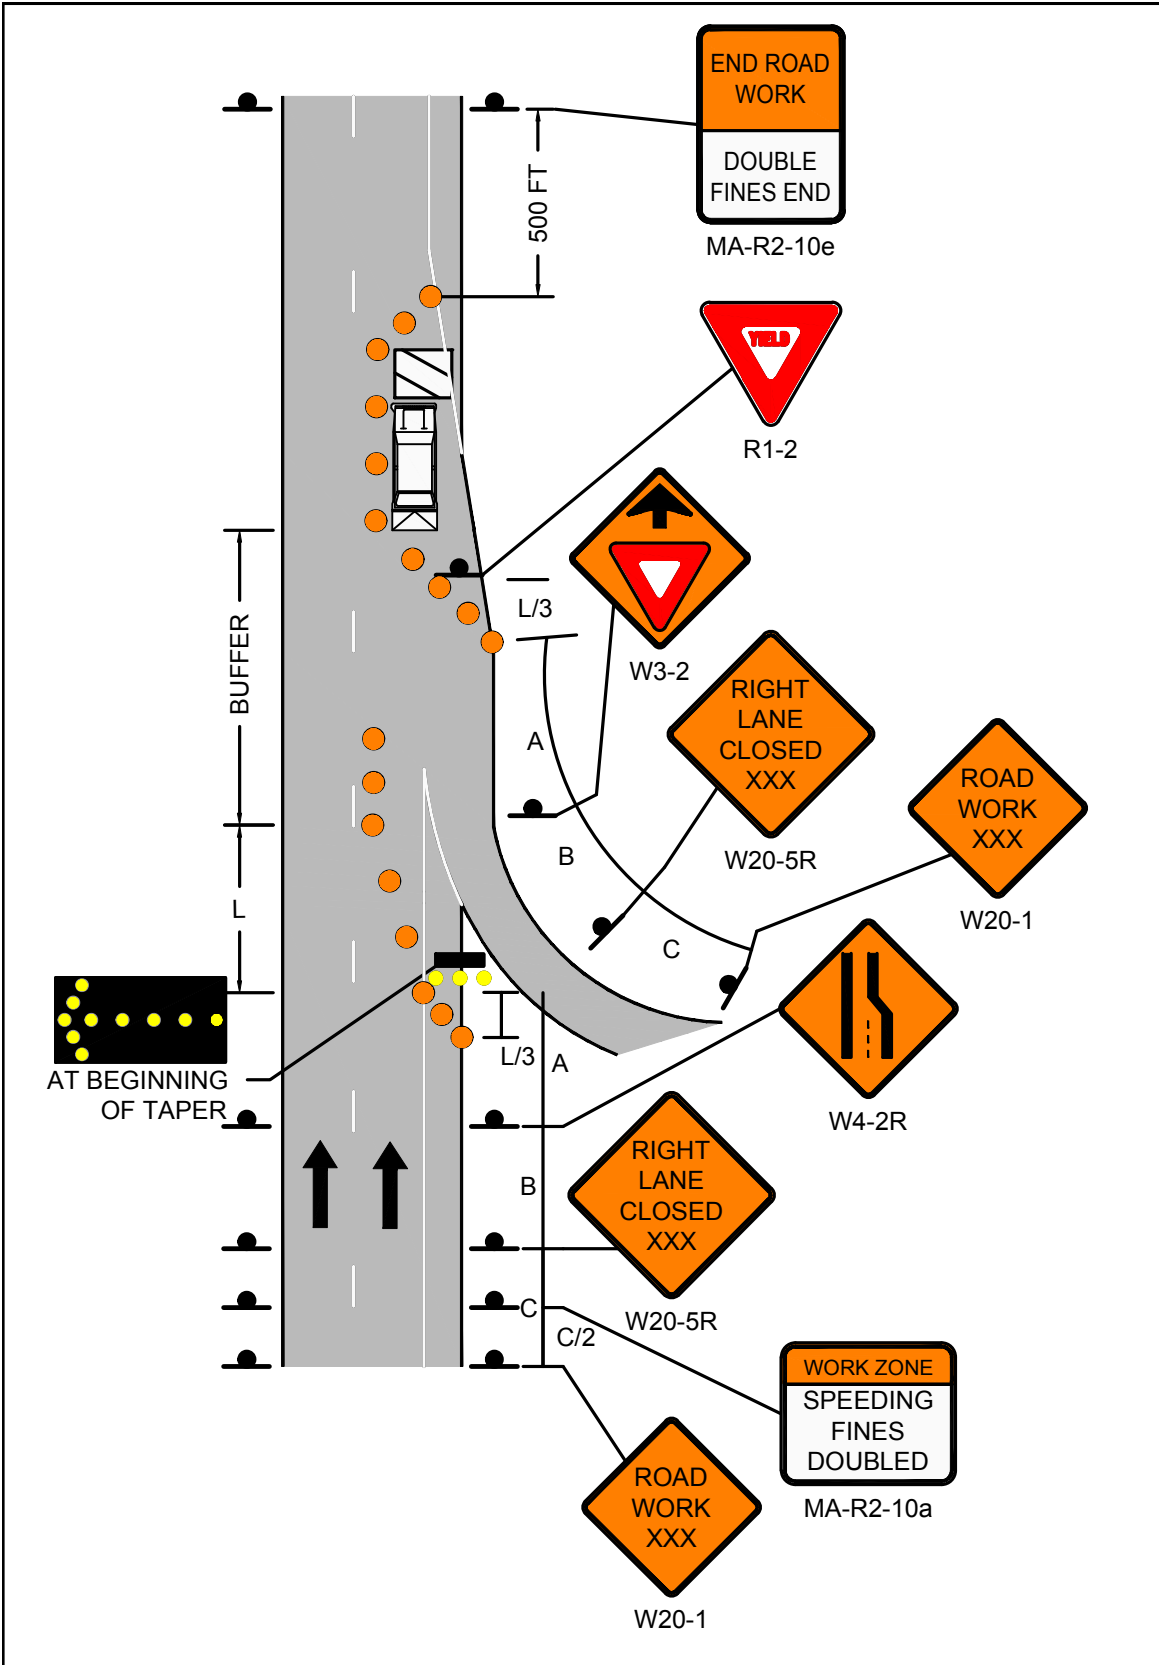 END ROAD
WORK
DOUBLE
FINES END
MA-R2-10e
500 FT
YIELD
R1-2
L/3
W3-2
BUFFER
A
RIGHT
LANE
CLOSED
XXX
W20-5R
ROAD
WORK
XXX
W20-1
B
C
L
AT BEGINNING
OF TAPER
L/3
A
W4-2R
B
RIGHT
LANE
CLOSED
XXX
W20-5R
C
C/2
WORK ZONE
SPEEDING
FINES
DOUBLED
MA-R2-10a
ROAD
WORK
XXX
W20-1